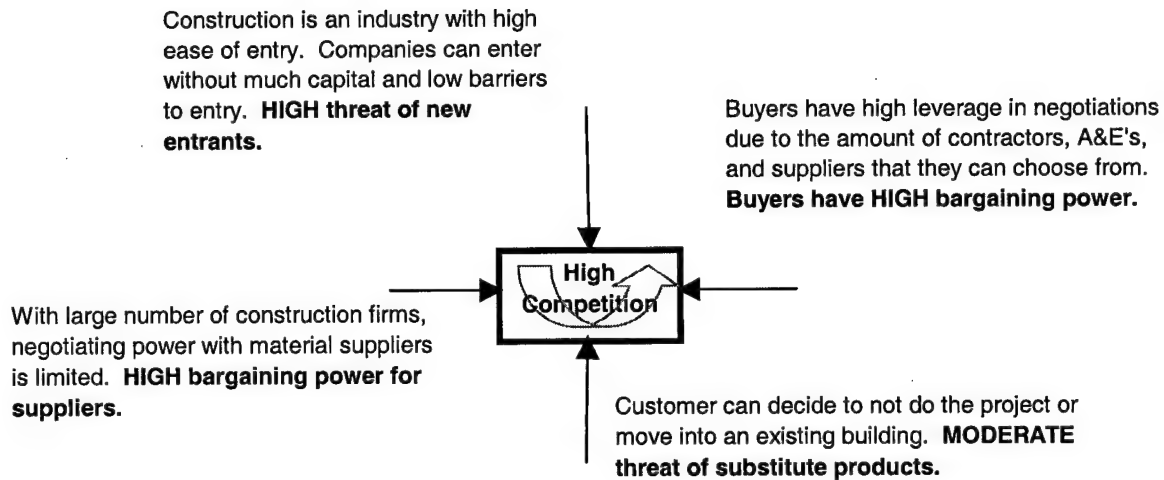 Construction is an industry with high
ease of entry. Companies can enter
without much capital and low barriers
to entry. HIGH threat of new
entrants.
Buyers have high leverage in negotiations
due to the amount of contractors, A&E's,
and suppliers that they can choose from.
Buyers have HIGH bargaining power.
High
Competition
With large number of construction firms,
negotiating power with material suppliers
is limited. HIGH bargaining power for
suppliers.
Customer can decide to not do the project or
move into an existing building. MODERATE
threat of substitute products.